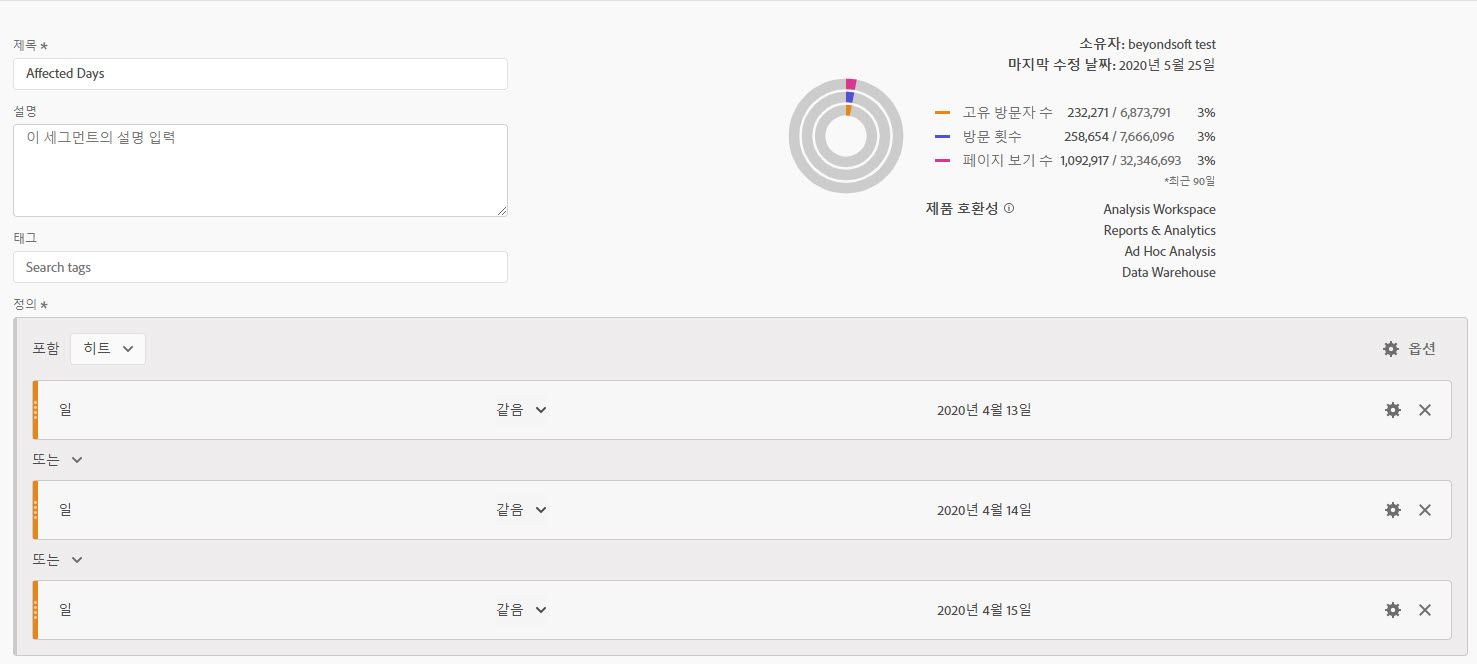 제목 *
Affected Days
설명
이 세그먼트의 설명 입력
태그
Search tags
소유자: beyondsoft test
마지막 수정 날짜: 2020년 5월 25일
고유 방문자 수 232,271 / 6,873,791 3%
방문 횟수 258,654 / 7,666,096 3%
페이지 보기 수 1,092,917 / 32,346,693 3%
*최근 90일
제품 호환성
Analysis Workspace
Reports & Analytics
Ad Hoc Analysis
Data Warehouse
정의 *
포함 히트 옵션
일 같음 2020년 4월 13일
또는
일 같음 2020년 4월 14일
또는
일 같음 2020년 4월 15일